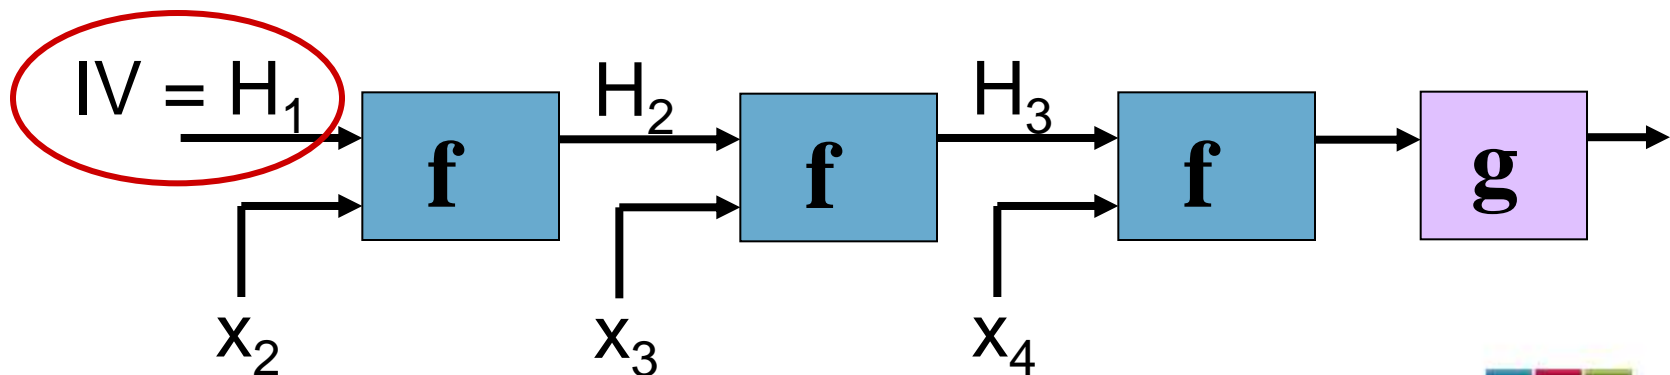 IV = H₁ H₂ H₃
f f f g
x₂ x₃ x₄